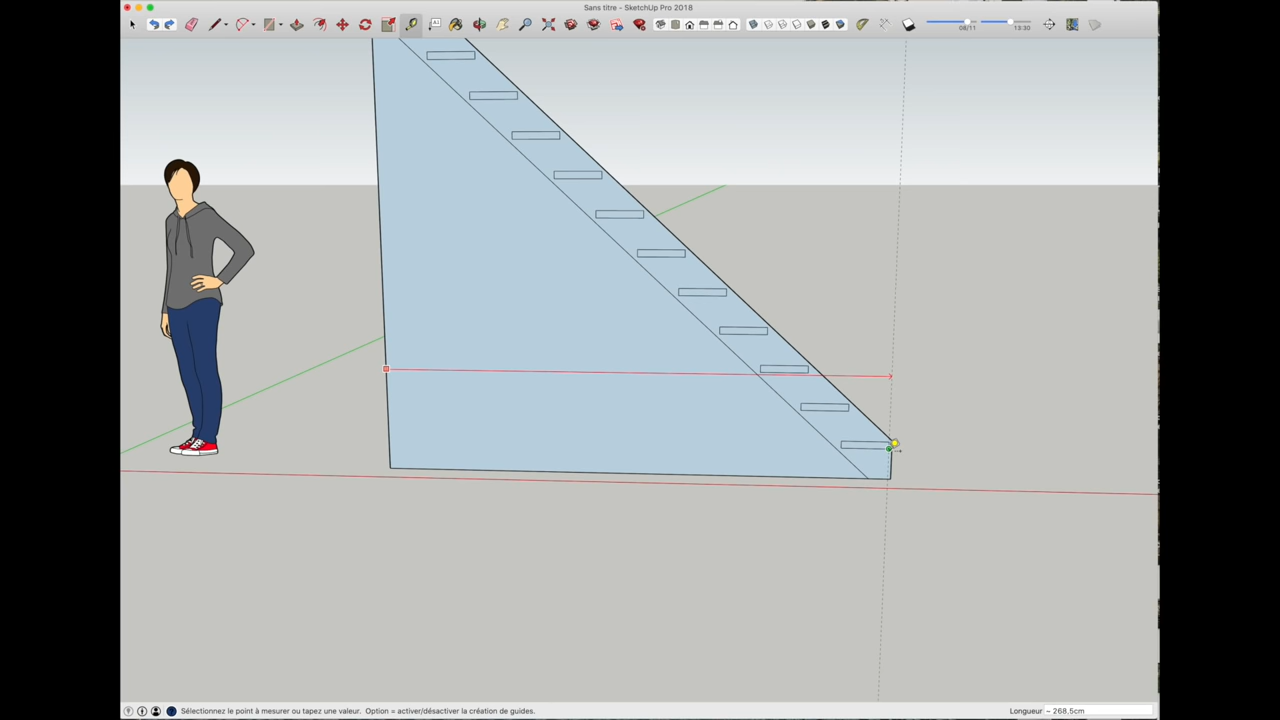 Sans titre - SketchUp Pro 2018
A1
08/11
13:30
Sélectionnez le point à mesurer ou tapez une valeur. Option = activer/désactiver la création de guides.
Longueur ~ 268,5cm